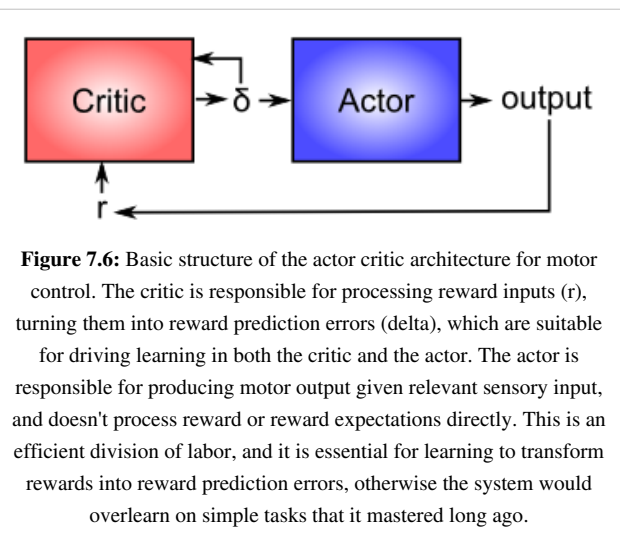 Critic
δ
Actor
output
r
Figure 7.6: Basic structure of the actor critic architecture for motor
control. The critic is responsible for processing reward inputs (r),
turning them into reward prediction errors (delta), which are suitable
for driving learning in both the critic and the actor. The actor is
responsible for producing motor output given relevant sensory input,
and doesn't process reward or reward expectations directly. This is an
efficient division of labor, and it is essential for learning to transform
rewards into reward prediction errors, otherwise the system would
overlearn on simple tasks that it mastered long ago.